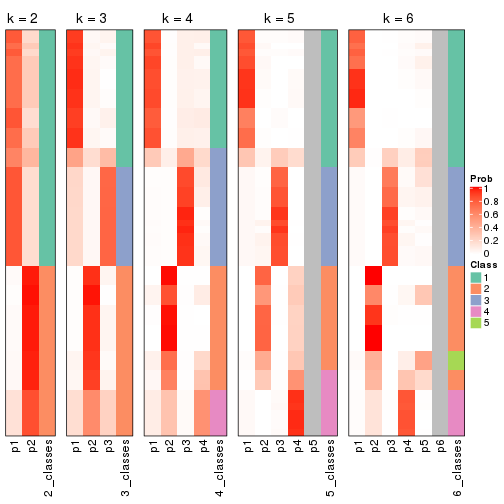 k = 2
k = 3
k = 4
k = 5
k = 6
Prob
1
0.8
0.6
0.4
0.2
0
Class
1
2
3
4
5
p1
p2
2_classes
p1
p2
p3
3_classes
p1
p2
p3
p4
4_classes
p1
p2
p3
p4
p5
5_classes
p1
p2
p3
p4
p5
p6
6_classes